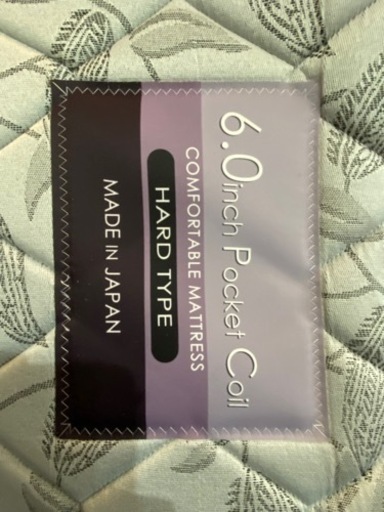 6.0inch Pocket Coil
COMFORTABLE MATTRESS
HARD TYPE
MADE IN JAPAN